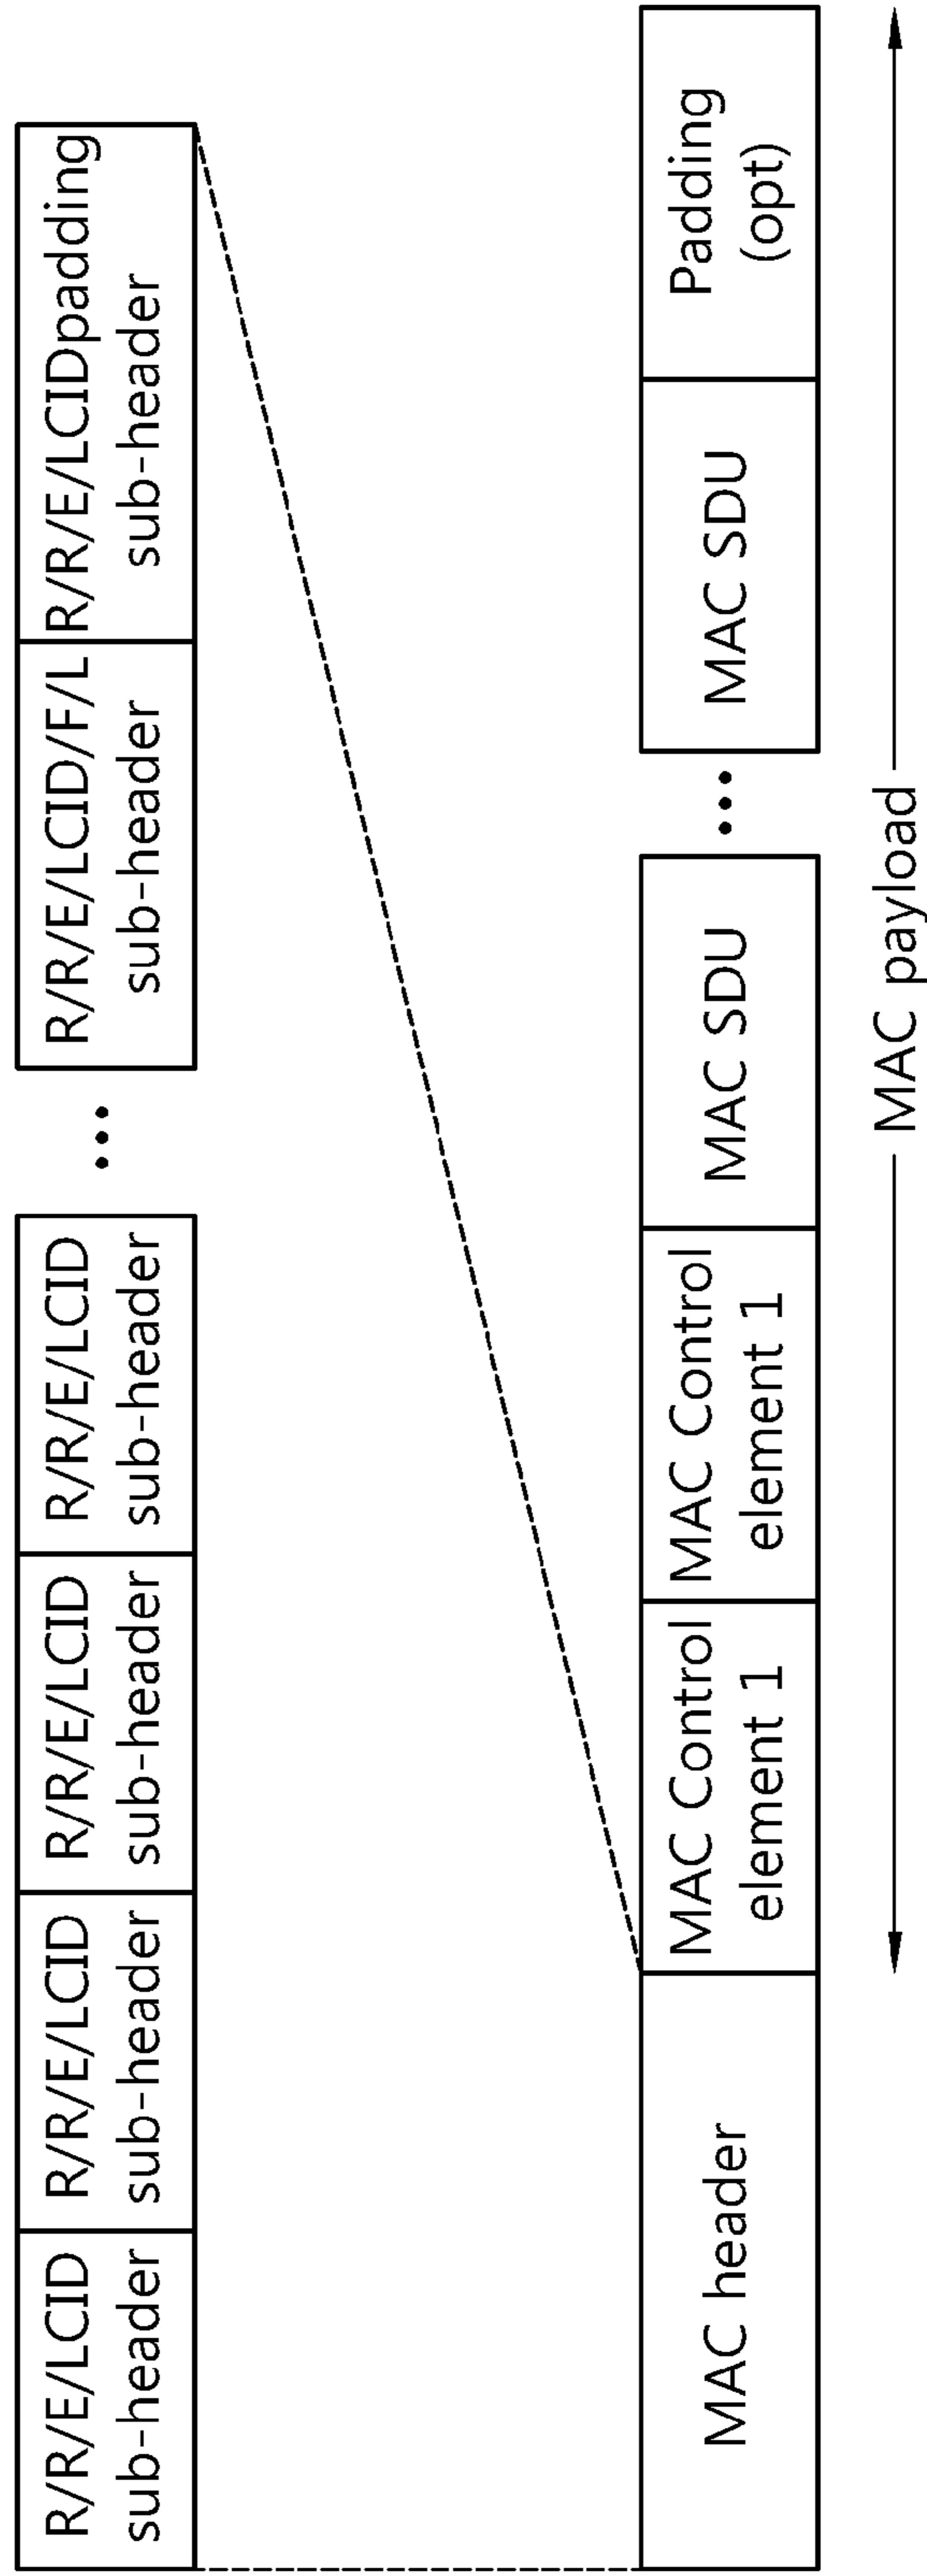 R/R/E/LCID
sub-header
R/R/E/LCID
sub-header
R/R/E/LCID
sub-header
R/R/E/LCID
sub-header
...
R/R/E/LCID/F/L
sub-header
R/R/E/LCIDpadding
sub-header
MAC header
MAC Control
element 1
MAC Control
element 1
MAC SDU
...
MAC SDU
Padding
(opt)
MAC payload